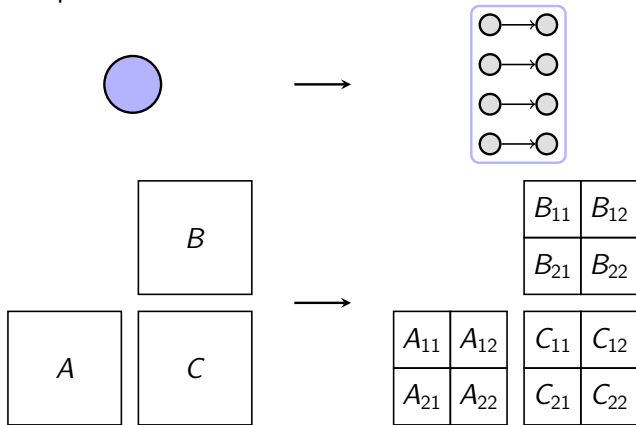 B
B₁₁ B₁₂
B₂₁ B₂₂
A C
A₁₁ A₁₂ C₁₁ C₁₂
A₂₁ A₂₂ C₂₁ C₂₂